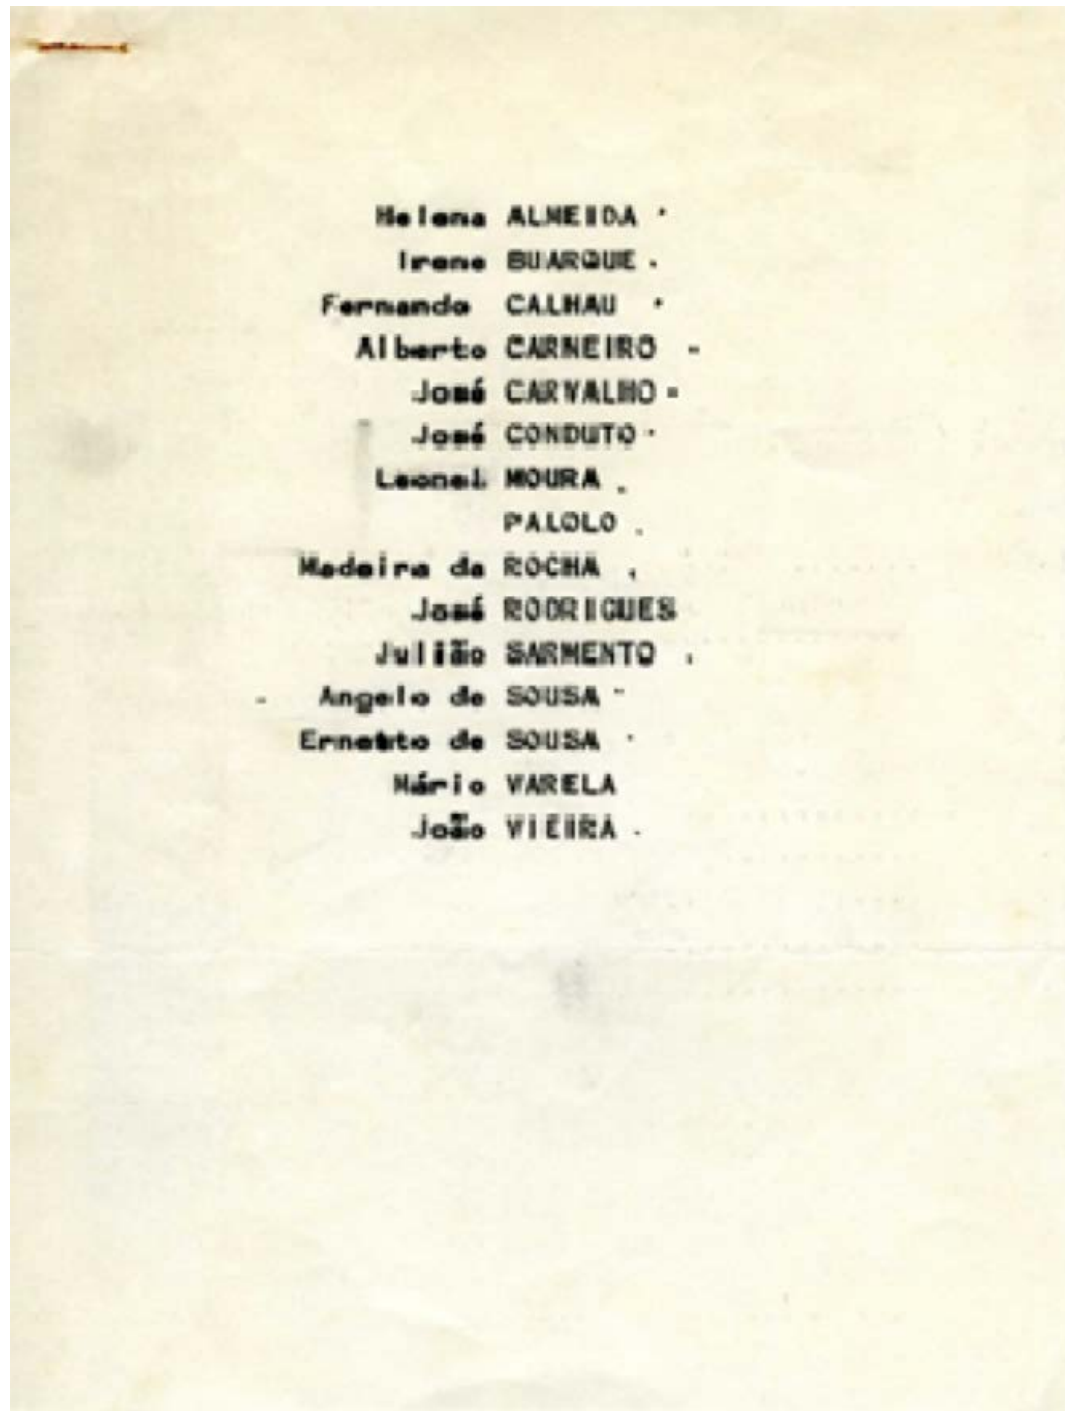 Helena ALMEIDA
Irene BUARQUE
Fernando CALHAU
Alberto CARNEIRO
José CARVALHO
José CONDUTO
Leonel MOURA
PALOLO
Madeira da ROCHA
José RODRIGUES
Julião SARMENTO
Angelo de SOUSA
Ernesto de SOUSA
Mário VARELA
João VIEIRA